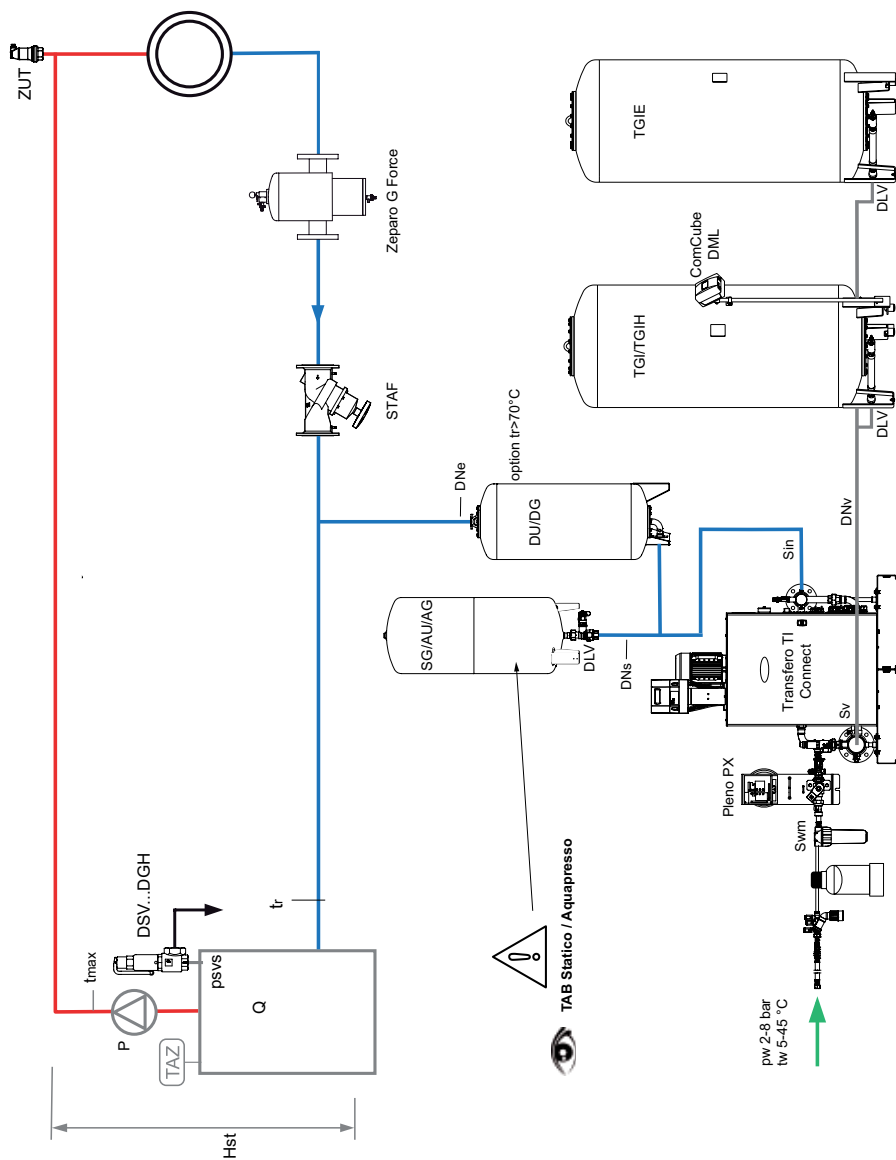 ZUT
Zeparo G Force
STAF
TGIE
DLV
ComCube
DML
TGI/TGIH
DLV
DNe
option tr>70°C
DU/DG
SG/AU/AG
DLV
DNs
DNv
Sin
Transfero TI
Connect
Sv
Pleno PX
Swm
pw 2-8 bar
tw 5-45 °C
TAB Statico / Aquapresso
tr
DSV...DGH
psvs
tmax
P
TAZ
Q
Hst